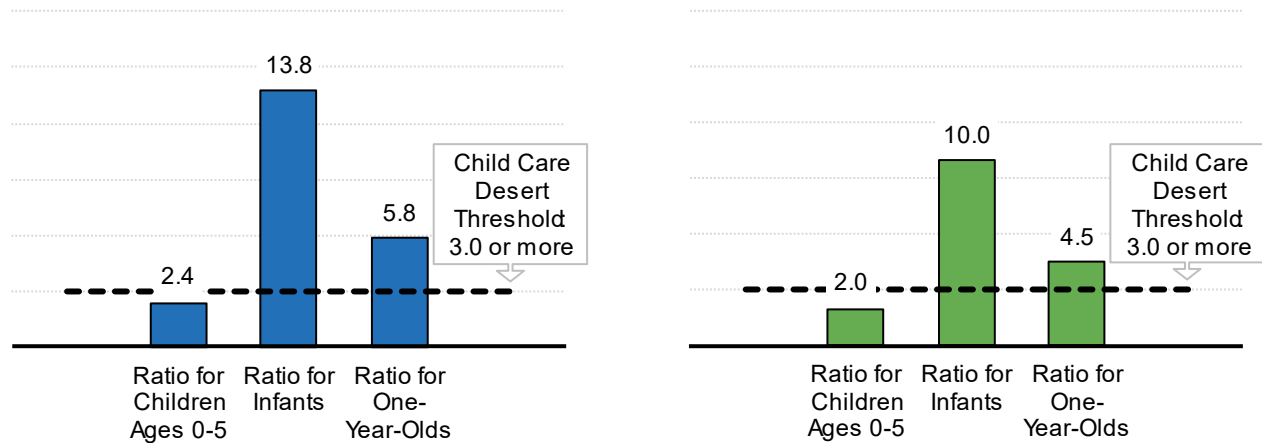 13.8
Child Care
Desert
Threshold:
3.0 or more
5.8
2.4
Ratio for
Children
Ages 0-5
Ratio for
Infants
Ratio for
One-
Year-Olds
10.0
Child Care
Desert
Threshold:
3.0 or more
4.5
2.0
Ratio for
Children
Ages 0-5
Ratio for
Infants
Ratio for
One-
Year-Olds